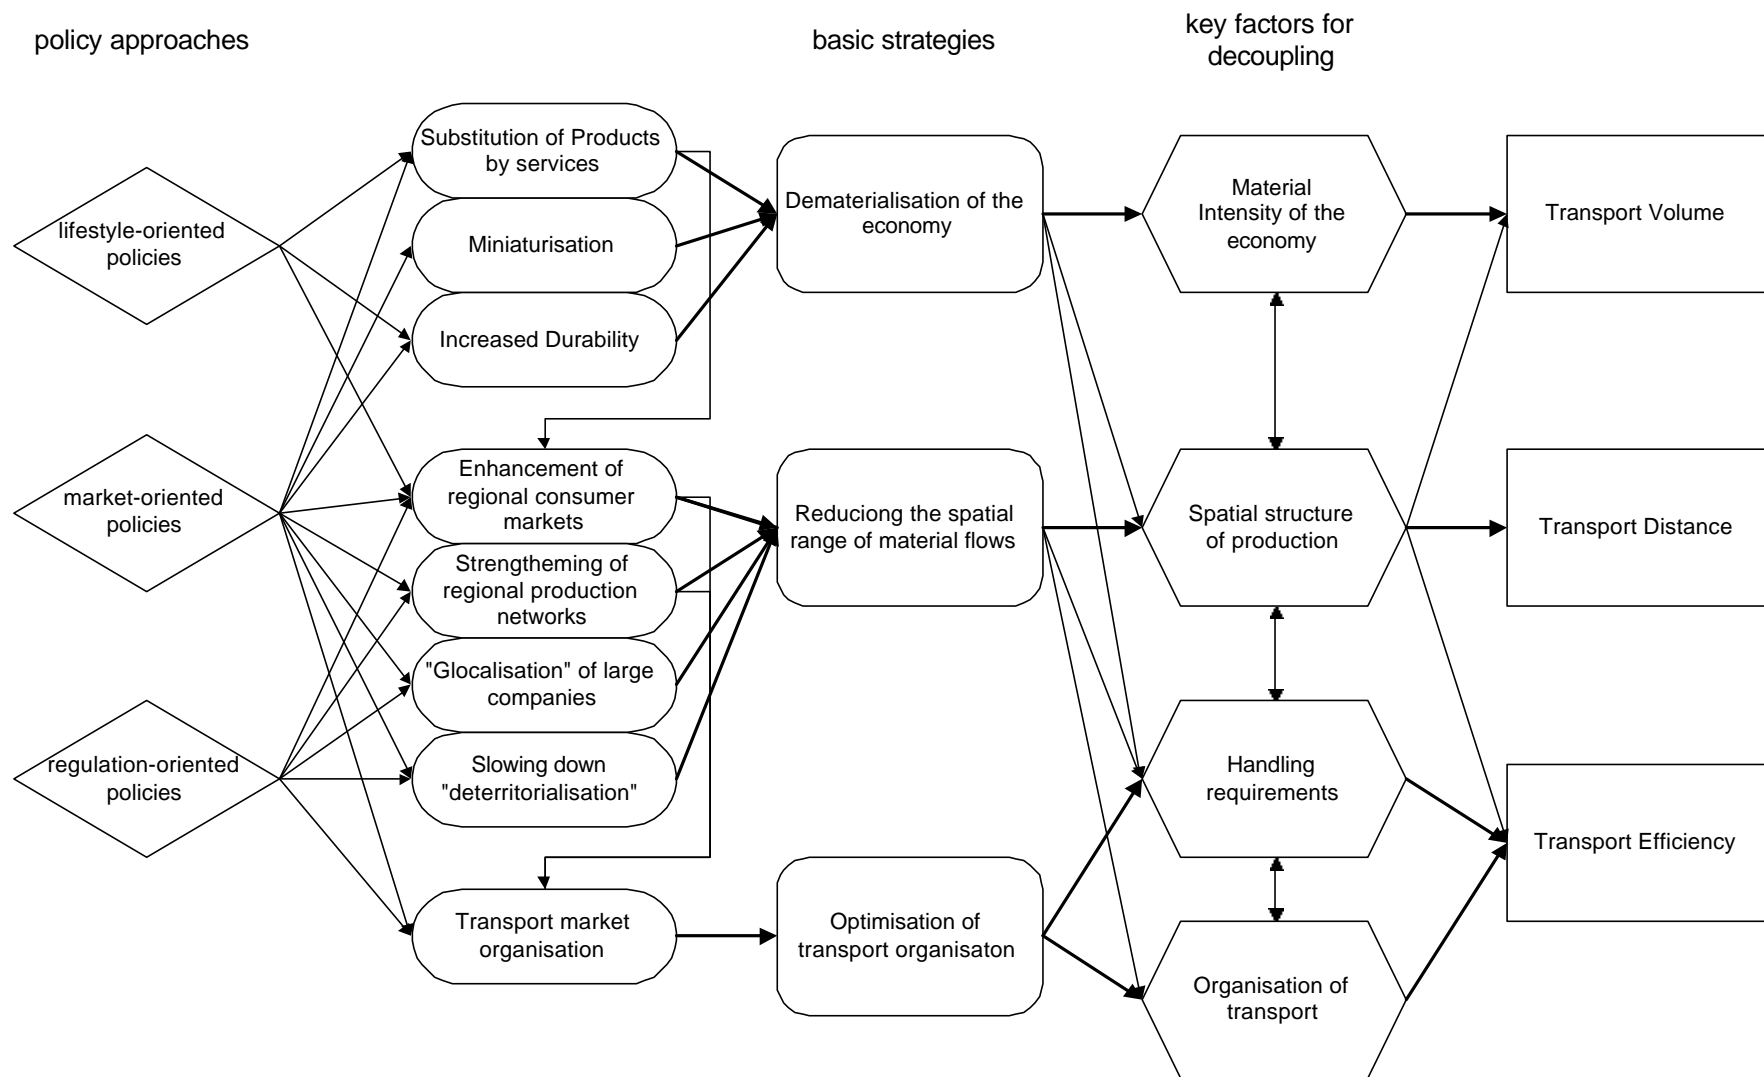 policy approaches
basic strategies
key factors for
decoupling
Substitution of Products
by services
Miniaturisation
Increased Durability
lifestyle-oriented
policies
Dematerialisation of the
economy
Material
Intensity of the
economy
Transport Volume
market-oriented
policies
Enhancement of
regional consumer
markets
Strengtheming of
regional production
networks
"Glocalisation" of large
companies
Slowing down
"deterritorialisation"
Reduciong the spatial
range of material flows
Spatial structure
of production
Transport Distance
regulation-oriented
policies
Handling
requirements
Transport Efficiency
Transport market
organisation
Optimisation of
transport organisaton
Organisation of
transport